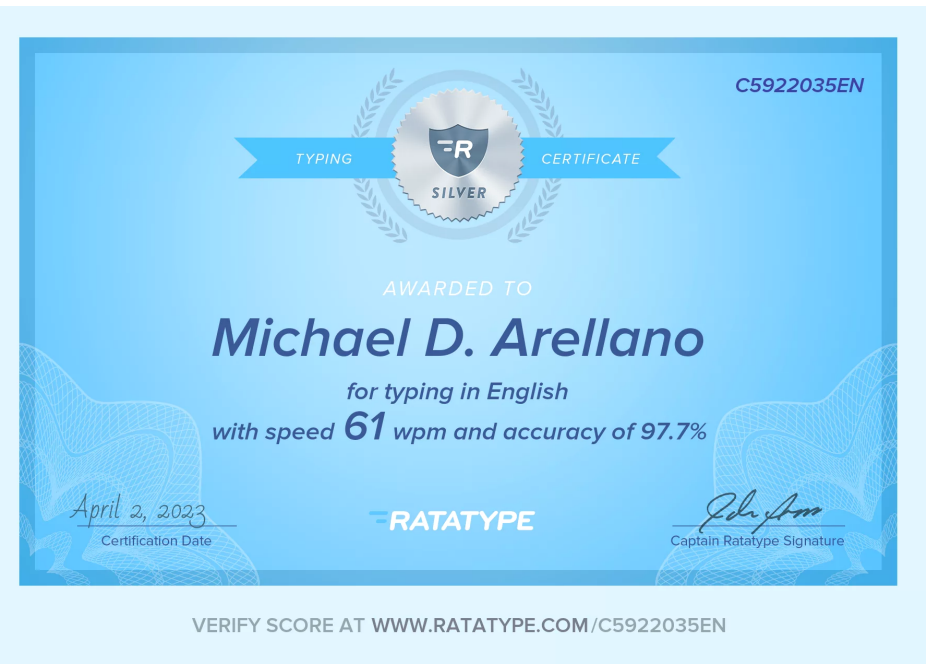 C5922035EN
TYPING
R
CERTIFICATE
SILVER
AWARDED TO
Michael D. Arellano
for typing in English
with speed 61 wpm and accuracy of 97.7%
April 2, 2023
Certification Date
RATATYPE
Captain Ratatype Signature
VERIFY SCORE AT WWW.RATATYPE.COM/C5922035EN